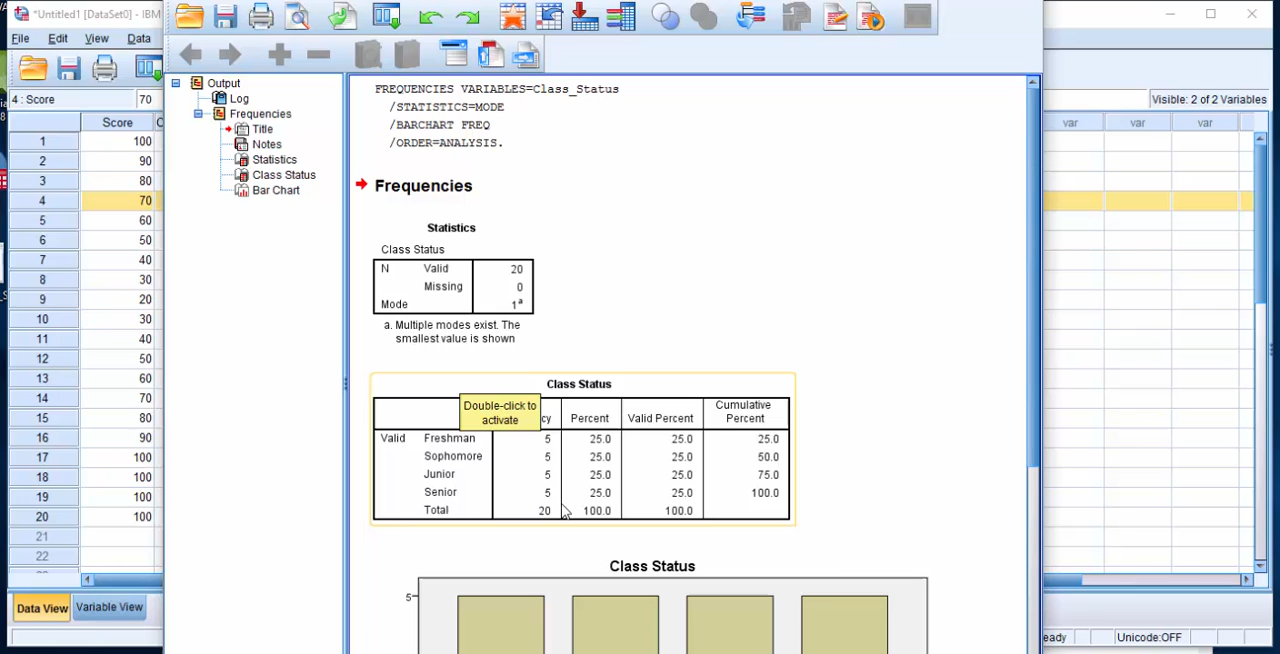 *Untitled1 [DataSet0] - IBM
File Edit View Data
4 : Score 70 Visible: 2 of 2 Variables
Score var var var
1 100
2 90
3 80
4 70
5 60
6 50
7 40
8 30
9 20
10 30
11 40
12 50
13 60
14 70
15 80
16 90
17 100
18 100
19 100
20 100
21
22
Data View Variable View
Unicode:OFF
Output
Log
Frequencies
Title
Notes
Statistics
Class Status
Bar Chart
FREQUENCIES VARIABLES=Class_Status
/STATISTICS=MODE
/BARCHART FREQ
/ORDER=ANALYSIS.
Frequencies
Statistics
Class Status
N Valid 20
Missing 0
Mode 1a
a. Multiple modes exist. The
smallest value is shown
Class Status
Double-click to
activate
cy Percent Valid Percent Cumulative
Percent
Valid Freshman 5 25.0 25.0 25.0
Sophomore 5 25.0 25.0 50.0
Junior 5 25.0 25.0 75.0
Senior 5 25.0 25.0 100.0
Total 20 100.0 100.0
Class Status
5